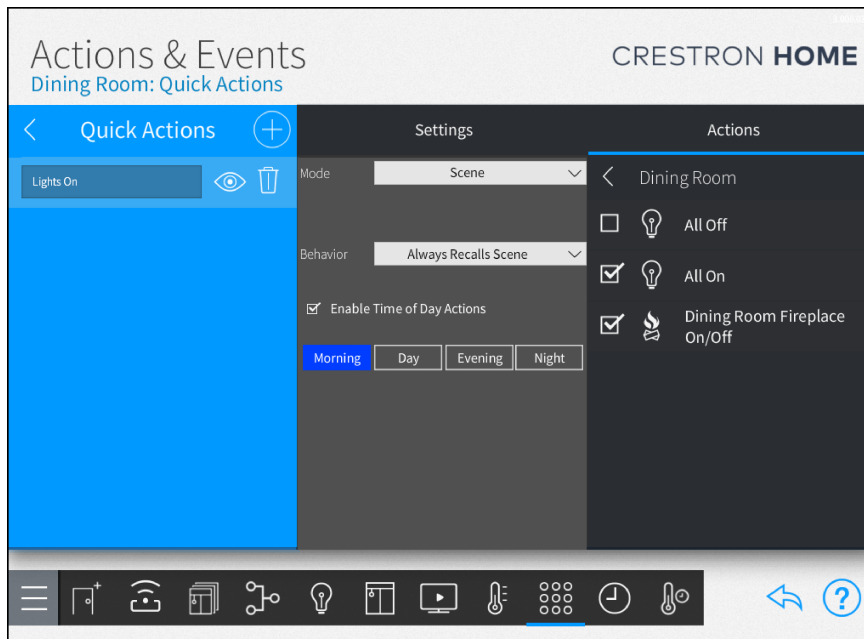 Actions & Events
CRESTRON HOME
Dining Room: Quick Actions
Quick Actions
Settings
Actions
Lights On
Mode
Scene
Dining Room
All Off
Behavior
Always Recalls Scene
All On
Enable Time of Day Actions
Dining Room Fireplace
On/Off
Morning
Day
Evening
Night
?